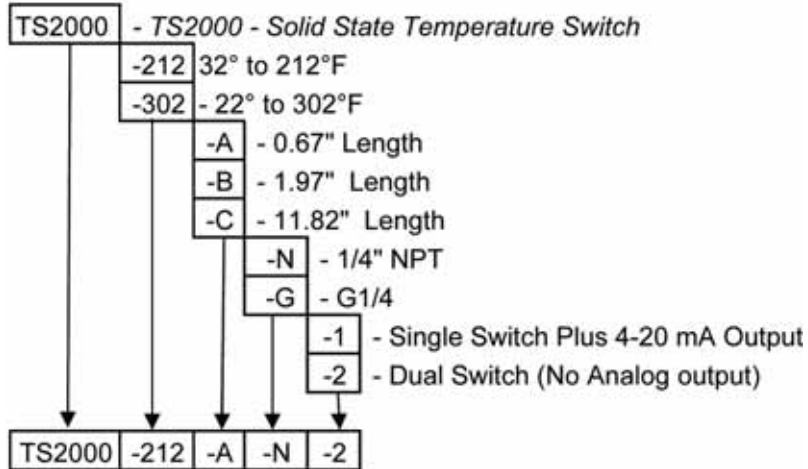 TS2000 - TS2000 - Solid State Temperature Switch
-212 32° to 212°F
-302 - 22° to 302°F
-A - 0.67" Length
-B - 1.97" Length
-C - 11.82" Length
-N - 1/4" NPT
-G - G1/4
-1 - Single Switch Plus 4-20 mA Output
-2 - Dual Switch (No Analog output)
TS2000 -212 -A -N -2